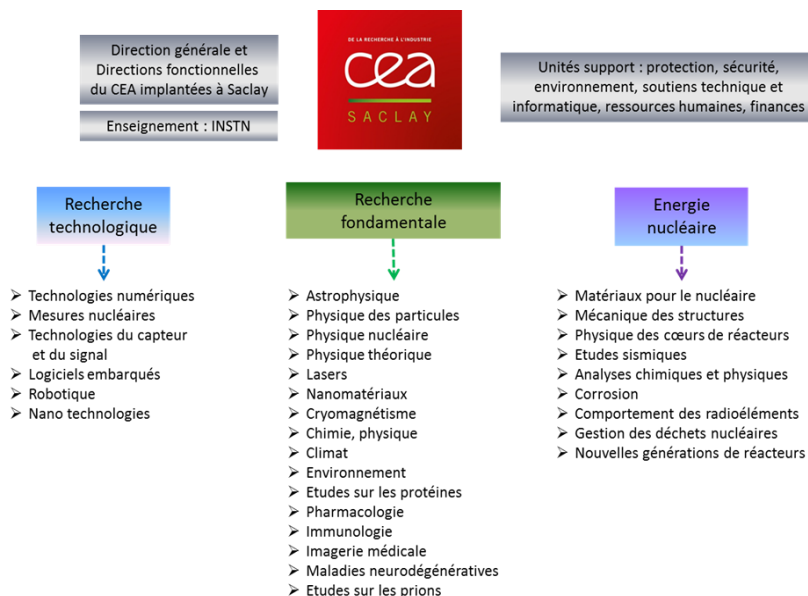 Direction générale et
Directions fonctionnelles
du CEA implantées à Saclay
Enseignement : INSTN
DE LA RECHERCHE À L'INDUSTRIE
cea
SACLAY
Unités support : protection, sécurité,
environnement, soutiens technique et
informatique, ressources humaines, finances
Recherche
technologique
Technologies numériques
Mesures nucléaires
Technologies du capteur
et du signal
Logiciels embarqués
Robotique
Nano technologies
Recherche
fondamentale
Astrophysique
Physique des particules
Physique nucléaire
Physique théorique
Lasers
Nanomatériaux
Cryomagnétisme
Chimie, physique
Climat
Environnement
Etudes sur les protéines
Pharmacologie
Immunologie
Imagerie médicale
Maladies neurodégénératives
Etudes sur les prions
Energie
nucléaire
Matériaux pour le nucléaire
Mécanique des structures
Physique des cœurs de réacteurs
Etudes sismiques
Analyses chimiques et physiques
Corrosion
Comportement des radioéléments
Gestion des déchets nucléaires
Nouvelles générations de réacteurs